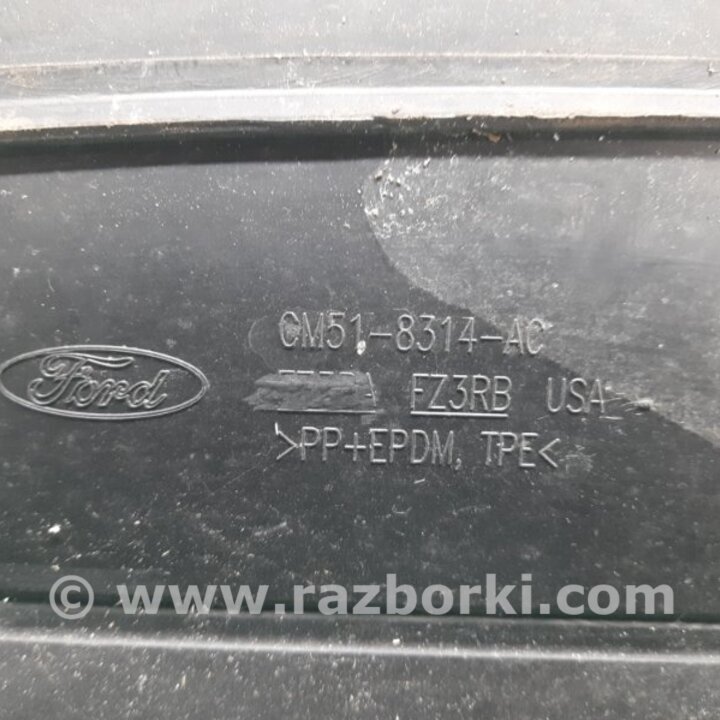 CM51-8314-AC
Ford
FZ3RB USA
>PP+EPDM, TPE<
© www.razborki.com